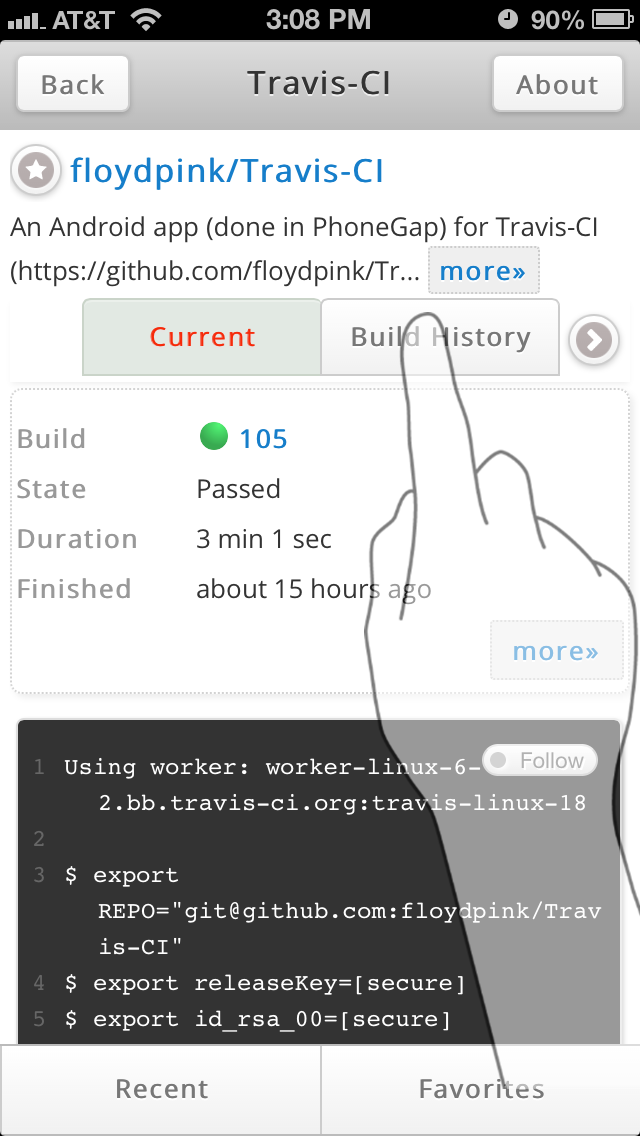 AT&T 3:08 PM 90%
Back Travis-CI About
floydpink/Travis-CI
An Android app (done in PhoneGap) for Travis-CI
(https://github.com/floydpink/Tr... more»
Current Build History
Build 105
State Passed
Duration 3 min 1 sec
Finished about 15 hours ago
more»
Follow
1 Using worker: worker-linux-6-
2.bb.travis-ci.org:travis-linux-18
2
3 $ export
REPO="git@github.com:floydpink/Trav
is-CI"
4 $ export releaseKey=[secure]
5 $ export id_rsa_00=[secure]
Recent Favorites